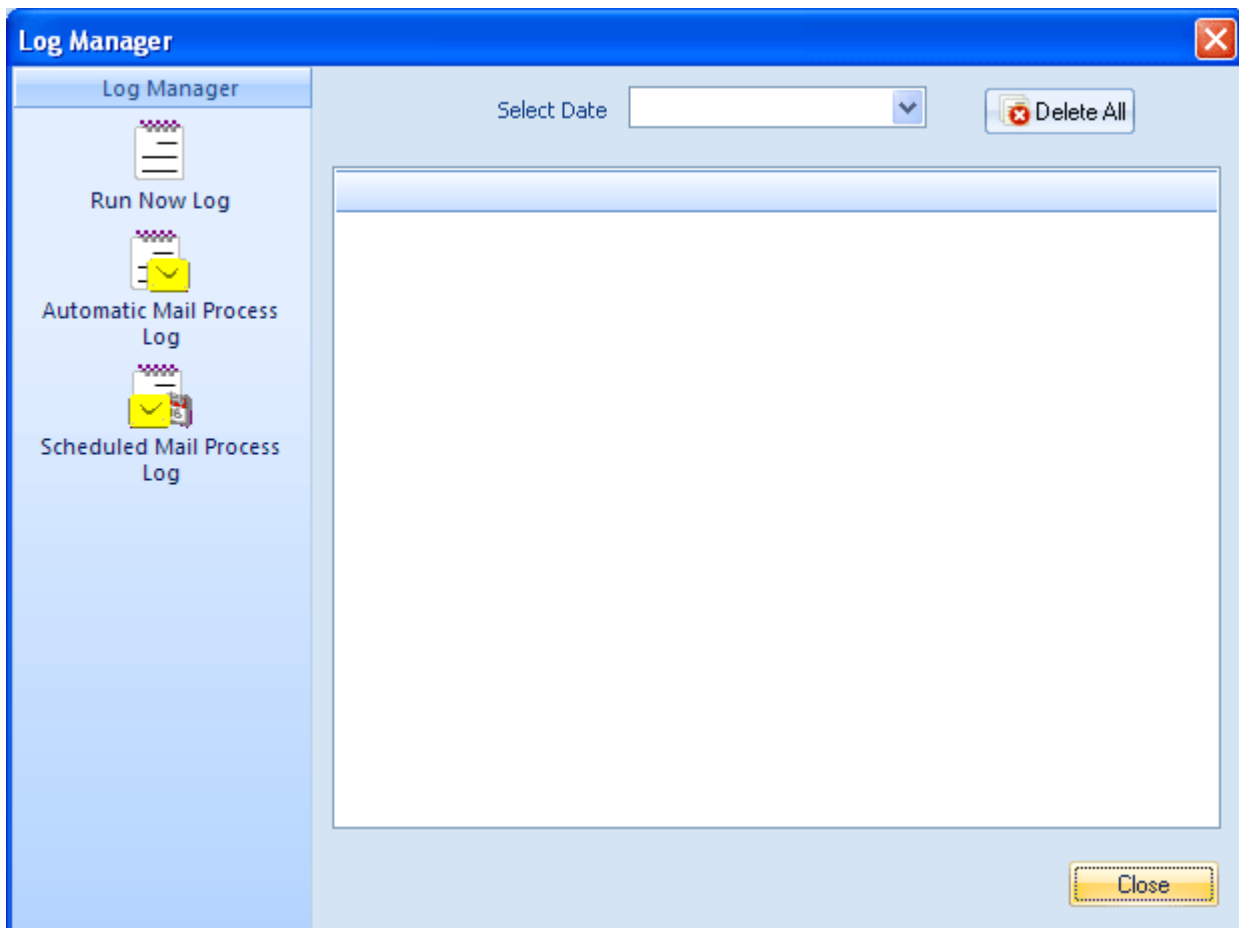 Log Manager
Log Manager
Select Date
Delete All
Run Now Log
Automatic Mail Process
Log
Scheduled Mail Process
Log
Close